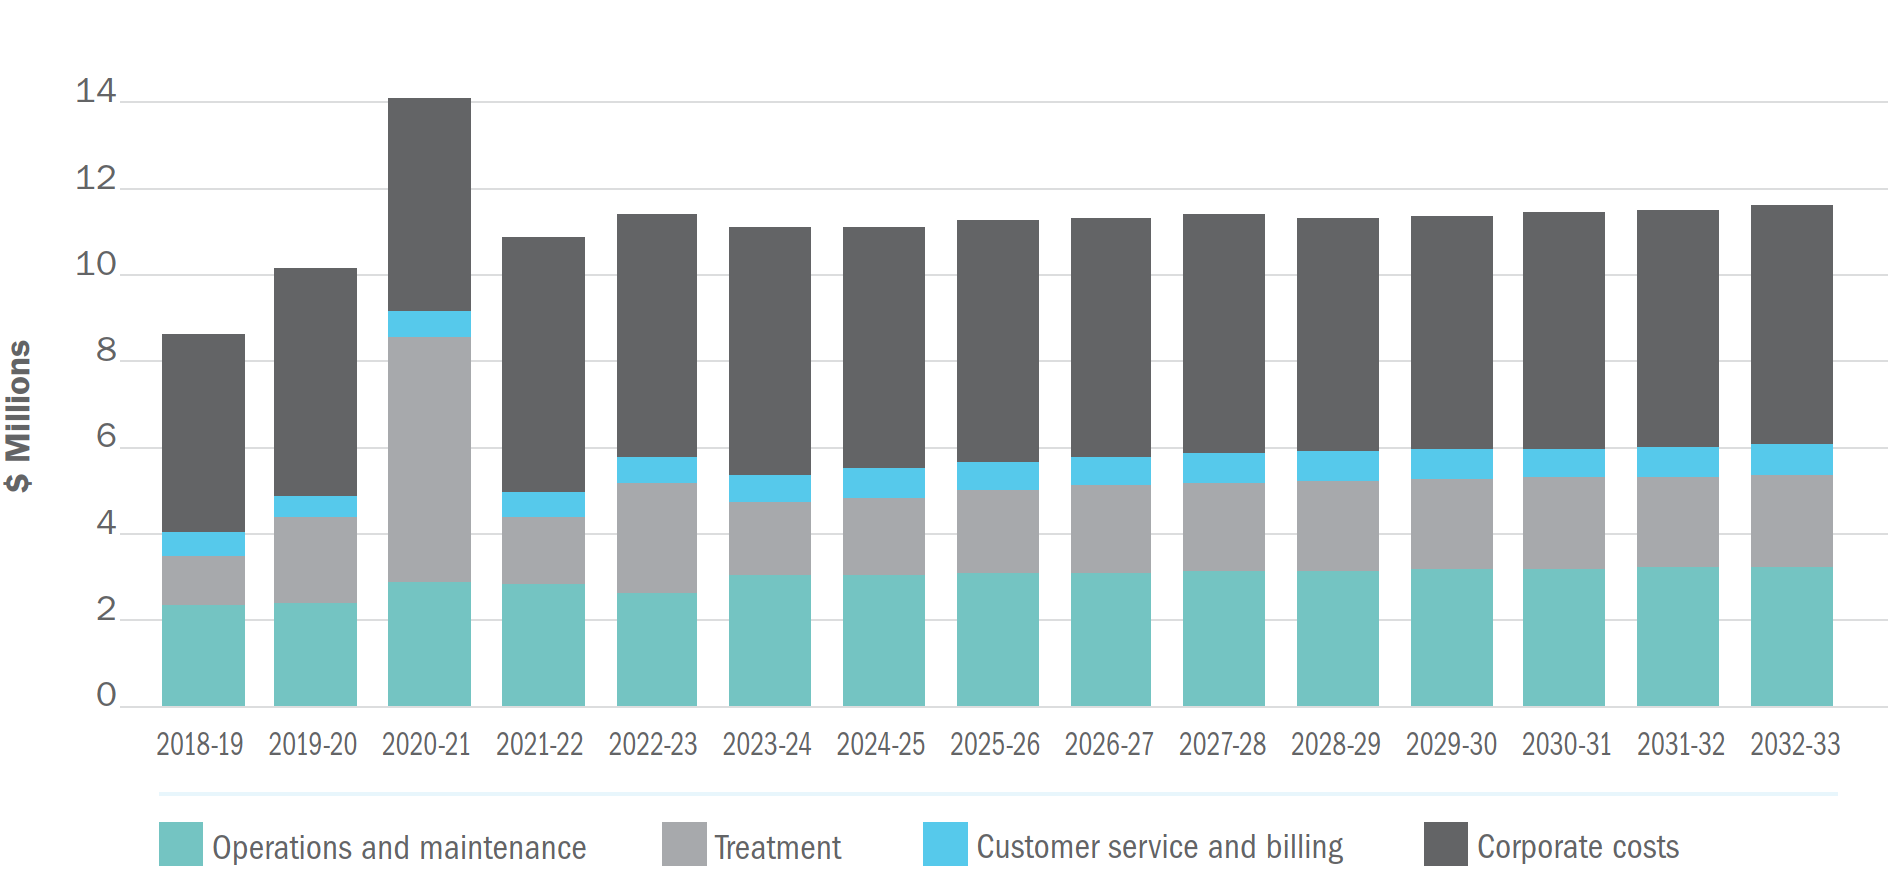 $ Millions
14
12
10
8
6
4
2
0
2018-19 2019-20 2020-21 2021-22 2022-23 2023-24 2024-25 2025-26 2026-27 2027-28 2028-29 2029-30 2030-31 2031-32 2032-33
Operations and maintenance Treatment Customer service and billing Corporate costs